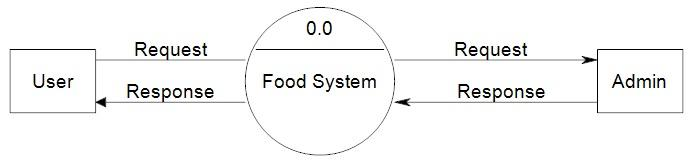 0.0
Request
Request
User
Food System
Admin
Response
Response